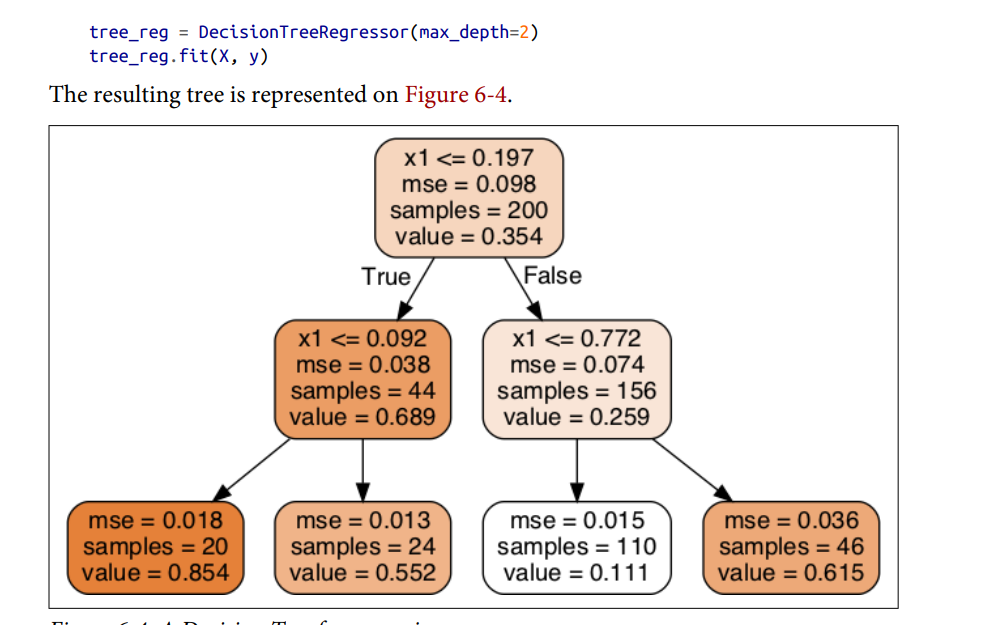 tree_reg = DecisionTreeRegressor(max_depth=2)
tree_reg.fit(X, y)
The resulting tree is represented on Figure 6-4.
x1 <= 0.197
mse = 0.098
samples = 200
value = 0.354
True
False
x1 <= 0.092
mse = 0.038
samples = 44
value = 0.689
x1 <= 0.772
mse = 0.074
samples = 156
value = 0.259
mse = 0.018
samples = 20
value = 0.854
mse = 0.013
samples = 24
value = 0.552
mse = 0.015
samples = 110
value = 0.111
mse = 0.036
samples = 46
value = 0.615